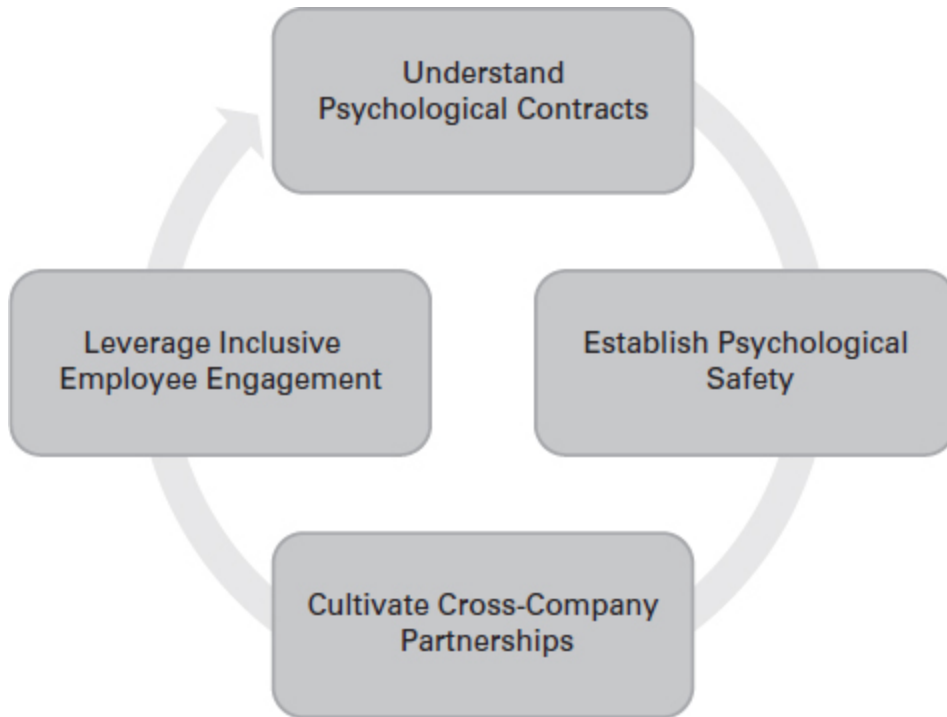 Understand
Psychological Contracts
Establish Psychological
Safety
Cultivate Cross-Company
Partnerships
Leverage Inclusive
Employee Engagement